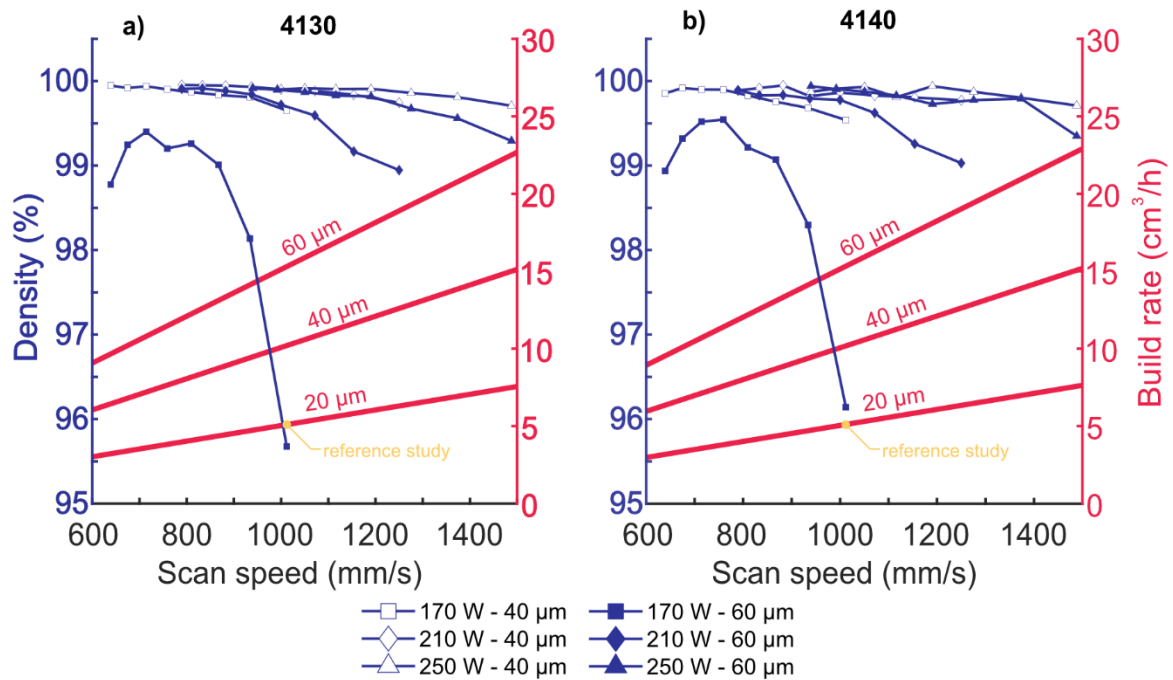 a) 4130
b) 4140
Density (%)
100
99
98
97
96
95
30
25
20
15
10
5
0
60 µm
40 µm
20 µm
reference study
600 800 1000 1200 1400
Scan speed (mm/s)
100
99
98
97
96
95
30
25
20
15
10
5
0
Build rate (cm³/h)
60 µm
40 µm
20 µm
reference study
600 800 1000 1200 1400
Scan speed (mm/s)
170 W - 40 µm 170 W - 60 µm
210 W - 40 µm 210 W - 60 µm
250 W - 40 µm 250 W - 60 µm